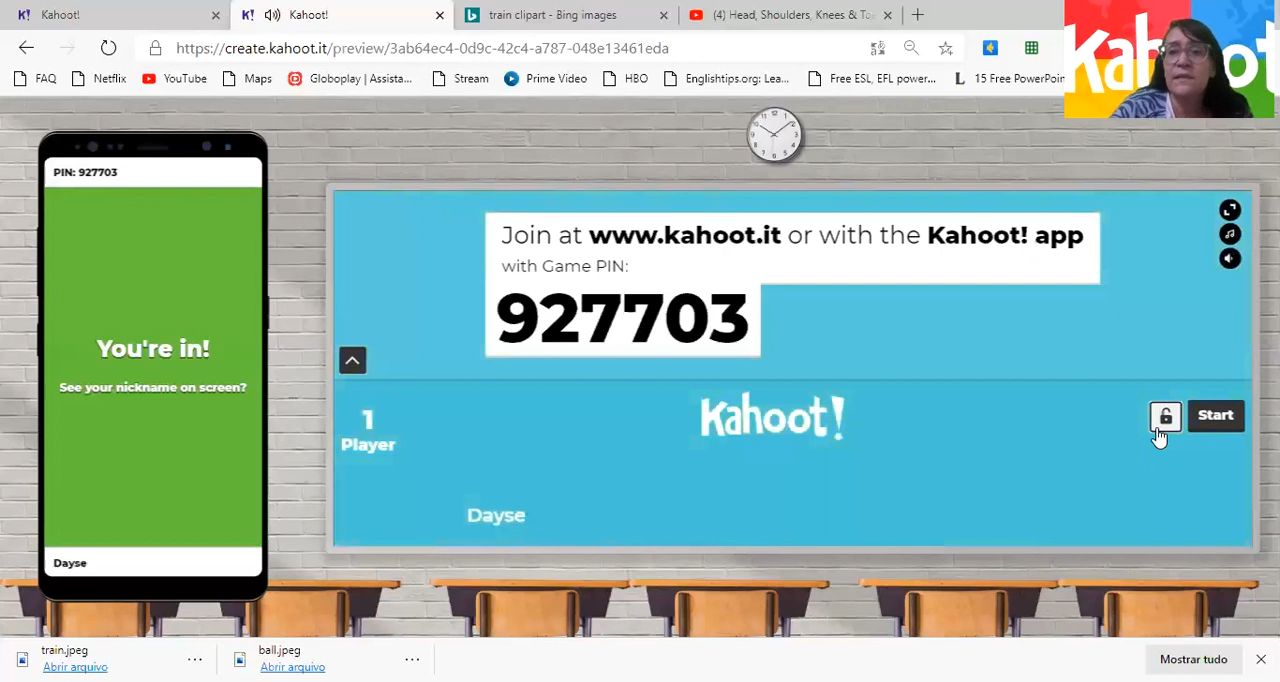 Kahoot!
Kahoot!
train clipart - Bing images
(4) Head, Shoulders, Knees & To
https://create.kahoot.it/preview/3ab64ec4-0d9c-42c4-a787-048e13461eda
FAQ
Netflix
YouTube
Maps
Globoplay | Assista...
Stream
Prime Video
HBO
Englishtips.org: Lea...
Free ESL, EFL power...
15 Free PowerPoin
Kahoot
PIN: 927703
You're in!
See your nickname on screen?
Dayse
Join at www.kahoot.it or with the Kahoot! app
with Game PIN:
927703
1
Player
Kahoot!
Start
Dayse
train.jpeg
Abrir arquivo
ball.jpeg
Abrir arquivo
Mostrar tudo